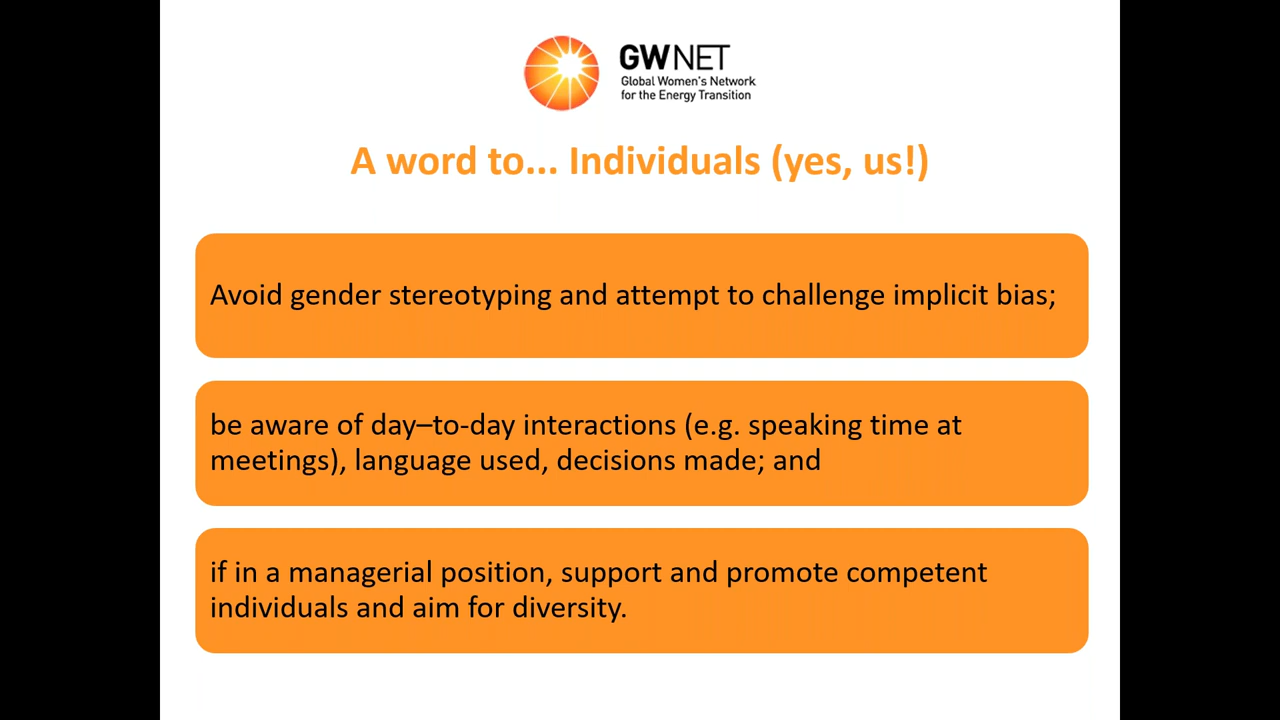 GWNET
Global Women's Network
for the Energy Transition
A word to... Individuals (yes, us!)
Avoid gender stereotyping and attempt to challenge implicit bias;
be aware of day–to-day interactions (e.g. speaking time at
meetings), language used, decisions made; and
if in a managerial position, support and promote competent
individuals and aim for diversity.